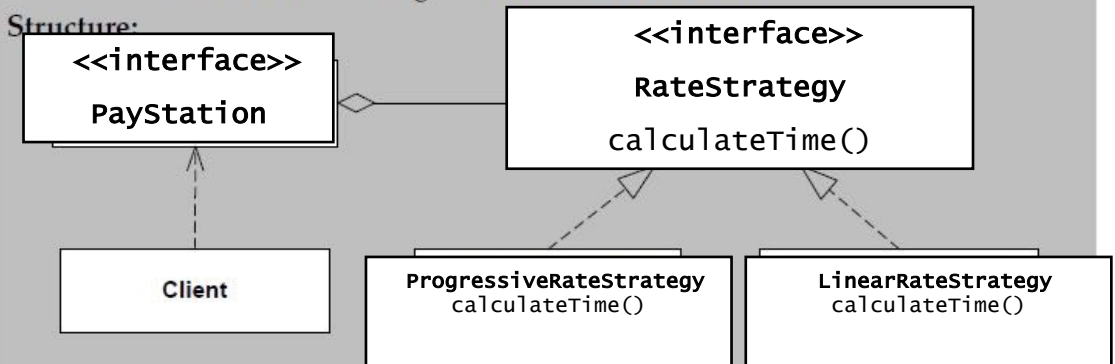 Structure:
<<interface>>
PayStation
<<interface>>
RateStrategy
calculateTime()
Client
ProgressiveRateStrategy
calculateTime()
LinearRateStrategy
calculateTime()